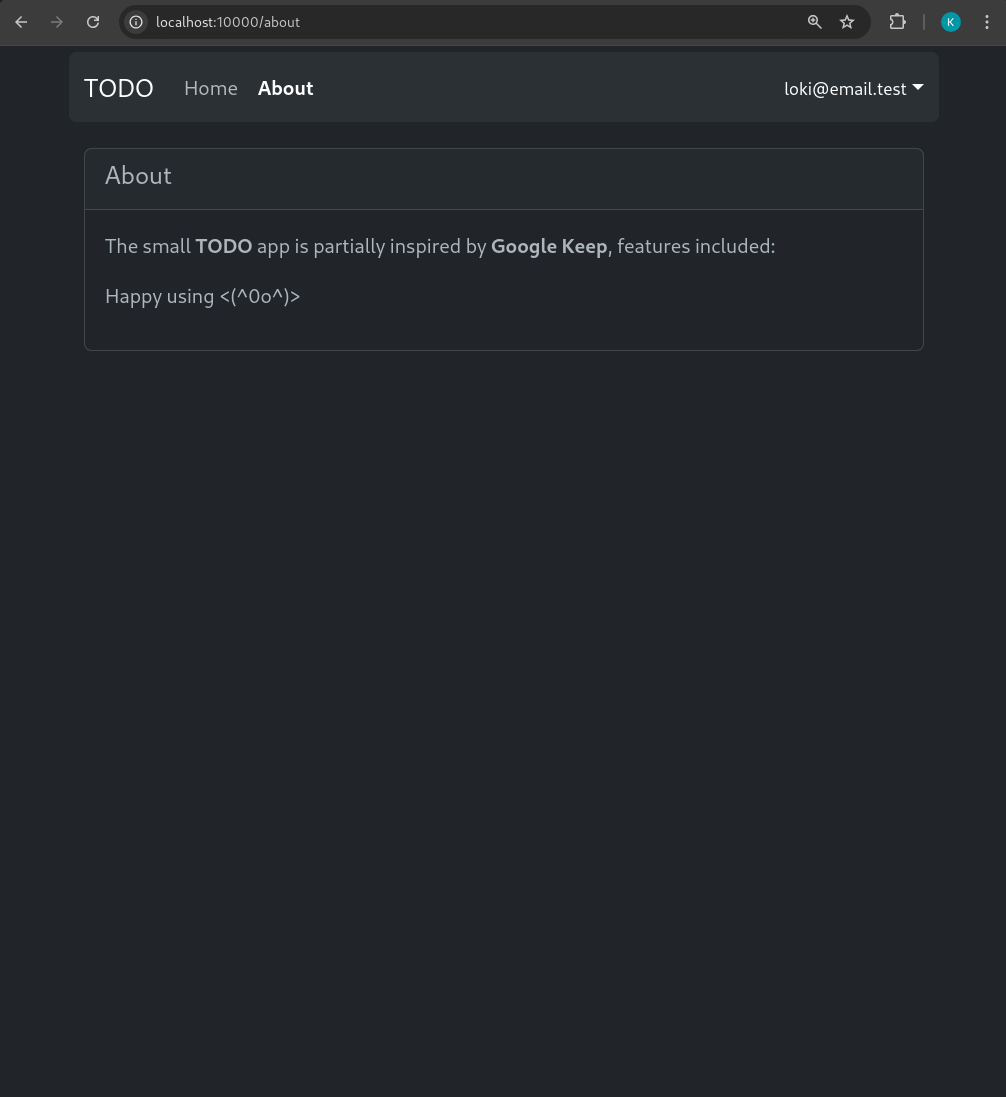 localhost:10000/about
K
TODO Home About loki@email.test
About
The small TODO app is partially inspired by Google Keep, features included:
Happy using <(^0o^)>